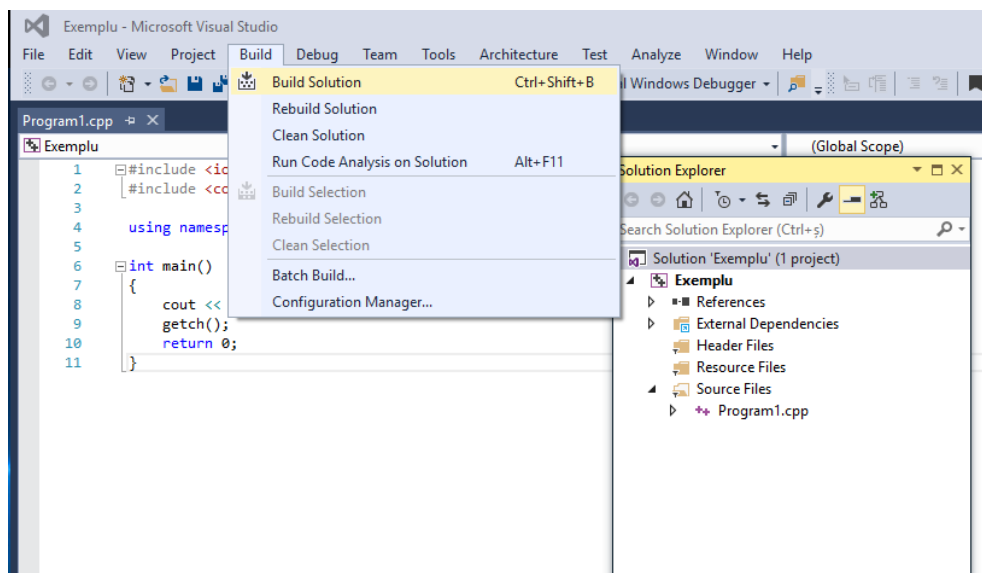 Exemplu - Microsoft Visual Studio
File Edit View Project Build Debug Team Tools Architecture Test Analyze Window Help
Build Solution Ctrl+Shift+B
Windows Debugger
Rebuild Solution
Clean Solution
Run Code Analysis on Solution Alt+F11
Build Selection
Rebuild Selection
Clean Selection
Batch Build...
Configuration Manager...
Program1.cpp
Exemplu
(Global Scope)
1 #include <
2 #include <
3
4 using
5
6 int main()
7 {
8 cout <<
9 getch();
10 return 0;
11 }
Solution Explorer
Search Solution Explorer (Ctrl+ș)
Solution 'Exemplu' (1 project)
Exemplu
References
External Dependencies
Header Files
Resource Files
Source Files
Program1.cpp